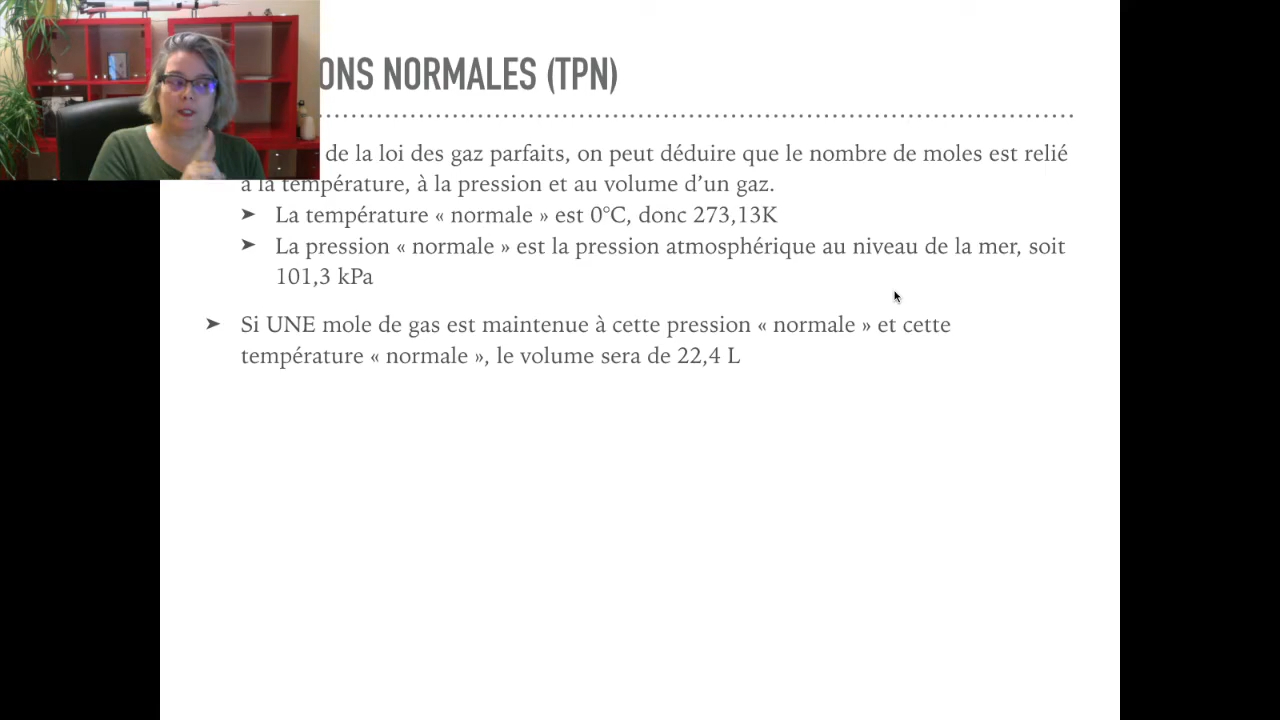 ONS NORMALES (TPN)
de la loi des gaz parfaits, on peut déduire que le nombre de moles est relié
à la température, à la pression et au volume d’un gaz.
➤ La température « normale » est 0°C, donc 273,13K
➤ La pression « normale » est la pression atmosphérique au niveau de la mer, soit
101,3 kPa
➤ Si UNE mole de gas est maintenue à cette pression « normale » et cette
température « normale », le volume sera de 22,4 L